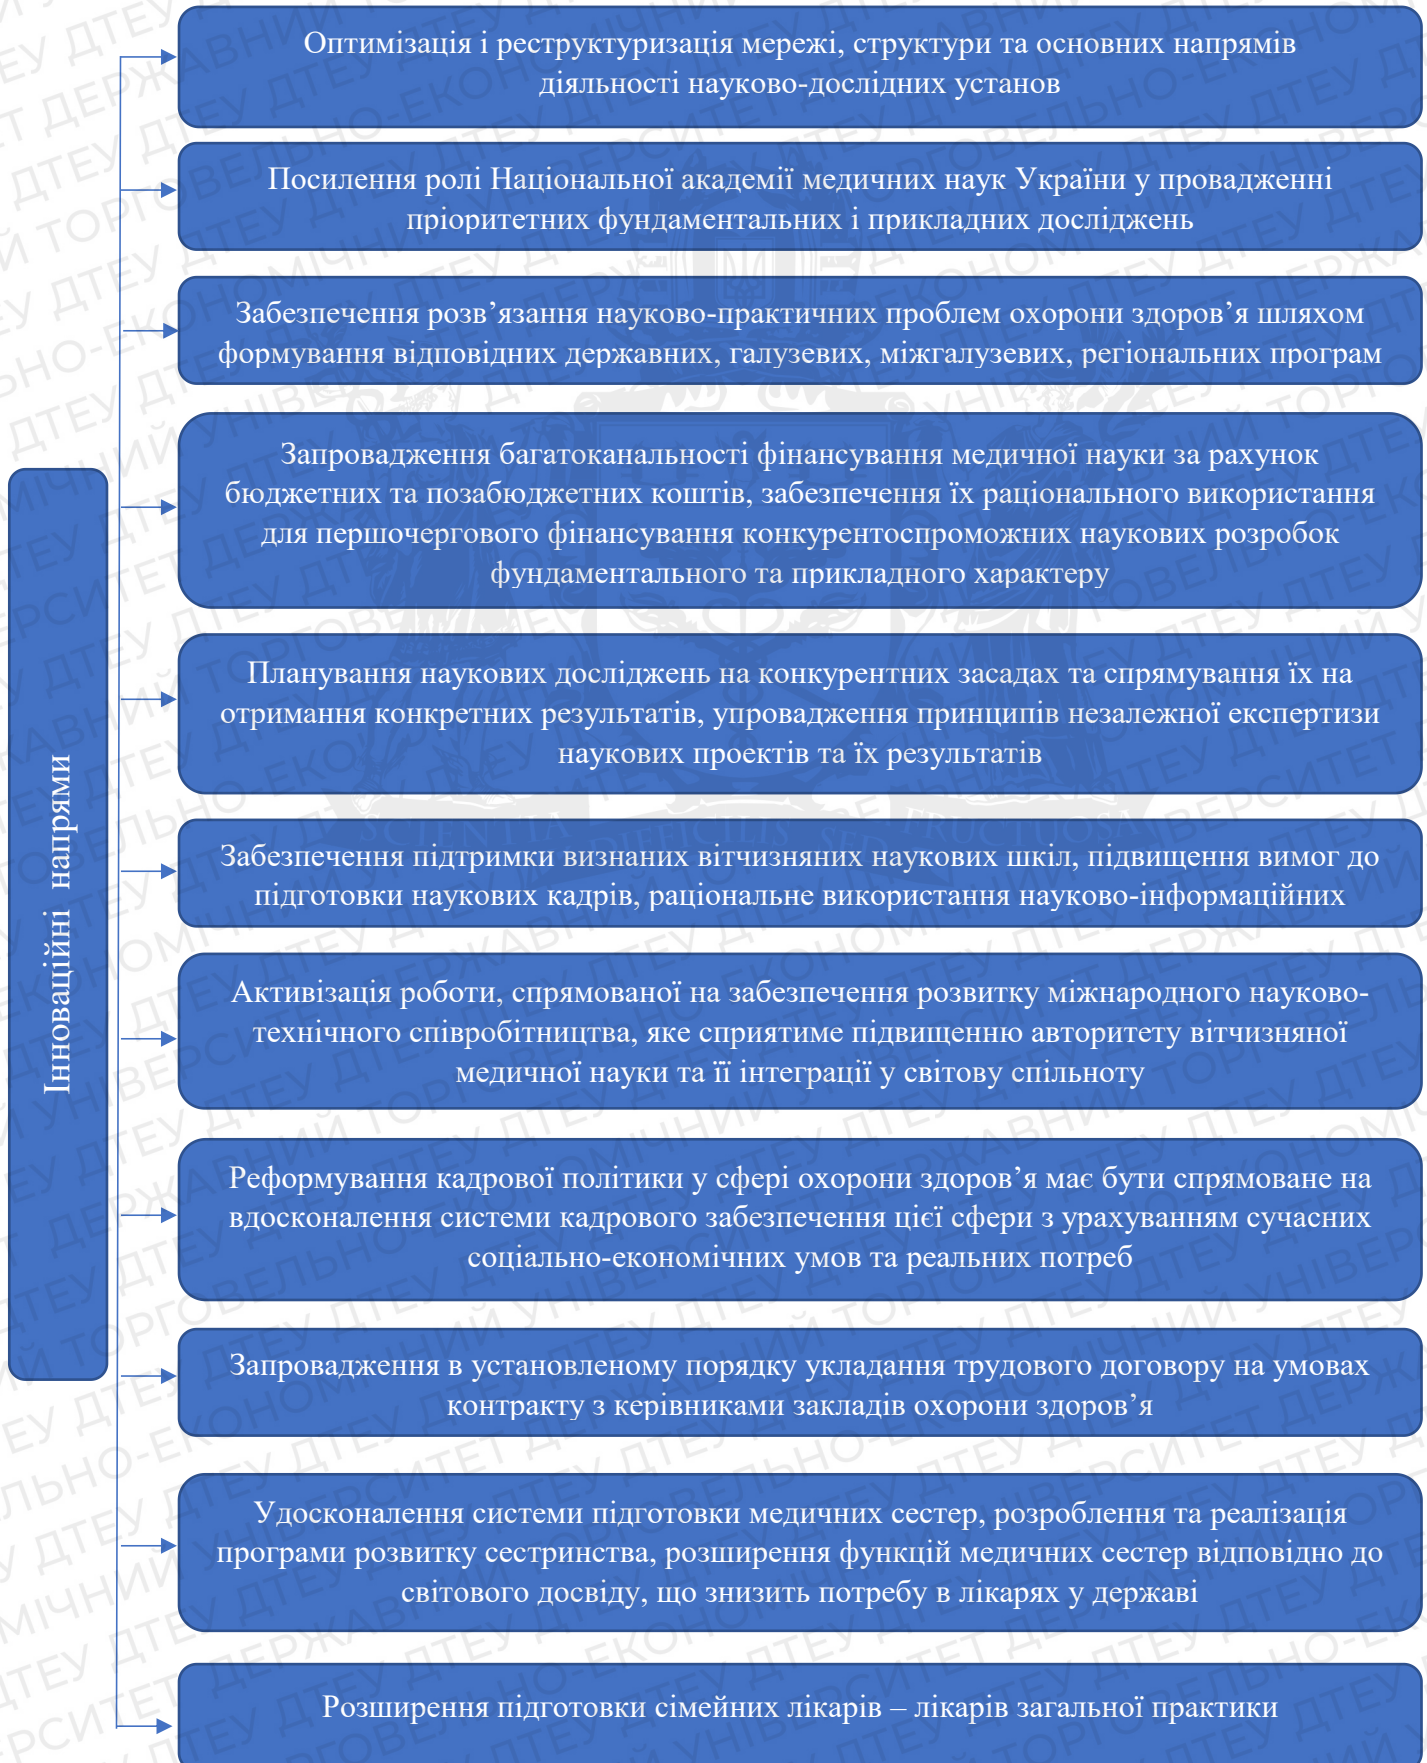 Оптимізація і реструктуризація мережі, структури та основних напрямів
діяльності науково-дослідних установ
Посилення ролі Національної академії медичних наук України у провадженні
пріоритетних фундаментальних і прикладних досліджень
Забезпечення розв’язання науково-практичних проблем охорони здоров’я шляхом
формування відповідних державних, галузевих, міжгалузевих, регіональних програм
Запровадження багатоканальності фінансування медичної науки за рахунок
бюджетних та позабюджетних коштів, забезпечення їх раціонального використання
для першочергового фінансування конкурентоспроможних наукових розробок
фундаментального та прикладного характеру
Планування наукових досліджень на конкурентних засадах та спрямування їх на
отримання конкретних результатів, упровадження принципів незалежної експертизи
наукових проектів та їх результатів
Забезпечення підтримки визнаних вітчизняних наукових шкіл, підвищення вимог до
підготовки наукових кадрів, раціональне використання науково-інформаційних
Активізація роботи, спрямованої на забезпечення розвитку міжнародного науково-
технічного співробітництва, яке сприятиме підвищенню авторитету вітчизняної
медичної науки та її інтеграції у світову спільноту
Реформування кадрової політики у сфері охорони здоров’я має бути спрямоване на
вдосконалення системи кадрового забезпечення цієї сфери з урахуванням сучасних
соціально-економічних умов та реальних потреб
Запровадження в установленому порядку укладання трудового договору на умовах
контракту з керівниками закладів охорони здоров’я
Удосконалення системи підготовки медичних сестер, розроблення та реалізація
програми розвитку сестринства, розширення функцій медичних сестер відповідно до
світового досвіду, що знизить потребу в лікарях у державі
Розширення підготовки сімейних лікарів – лікарів загальної практики
Інноваційні напрями